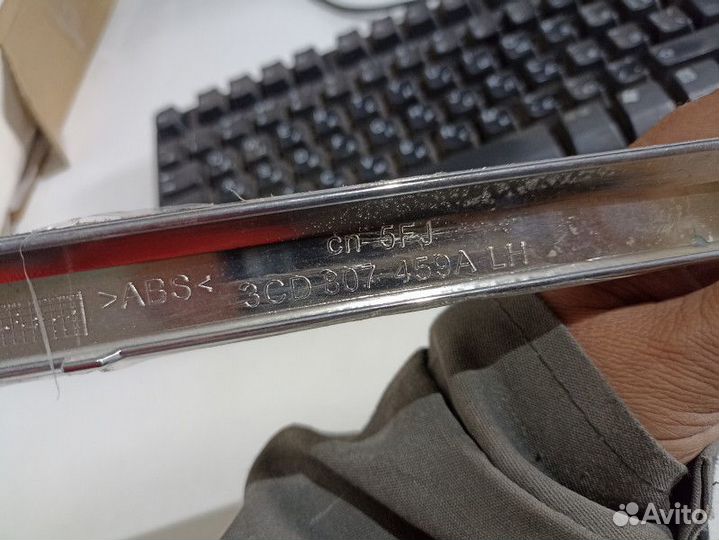 cn-5FJ
>ABS< 3CD 807 459A LH
Avito